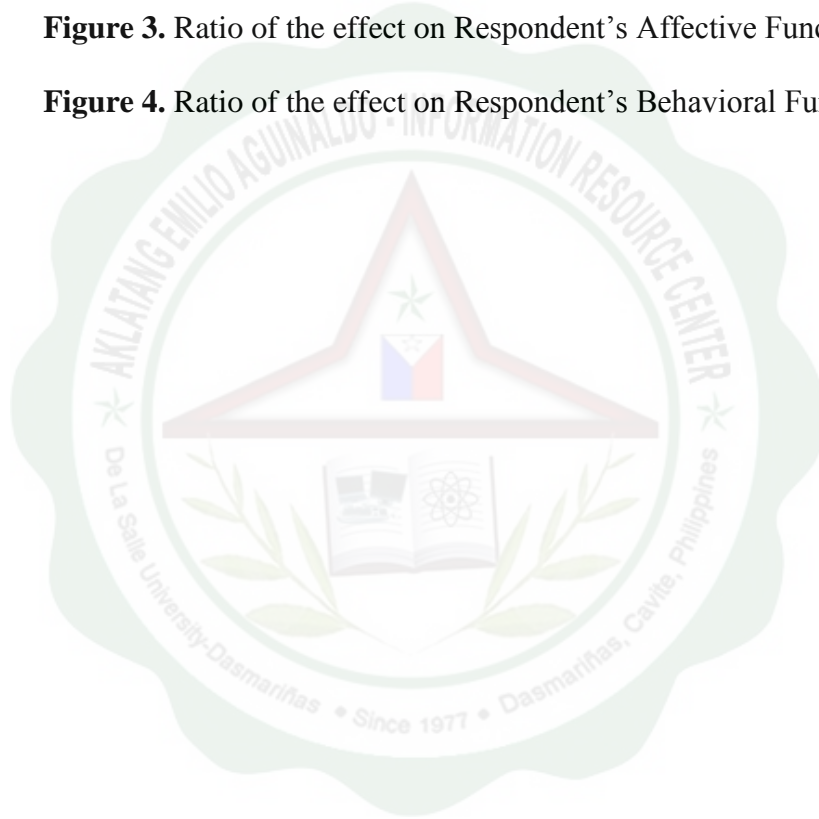 Figure 3. Ratio of the effect on Respondent’s Affective Func
Figure 4. Ratio of the effect on Respondent’s Behavioral Fu
AKLATANG EMILIO AGUINALDO - INFORMATION RESOURCE CENTER
De La Salle University-Dasmariñas * Since 1977 * Dasmariñas, Cavite, Philippines